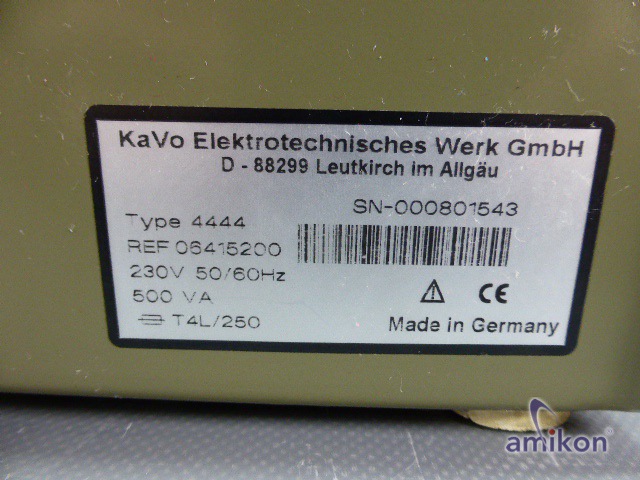 KaVo Elektrotechnisches Werk GmbH
D - 88299 Leutkirch im Allgäu
SN-000801543
Type 4444
REF 06415200
230V 50/60Hz
500 VA
T4L/250
CE
Made in Germany
amikon®